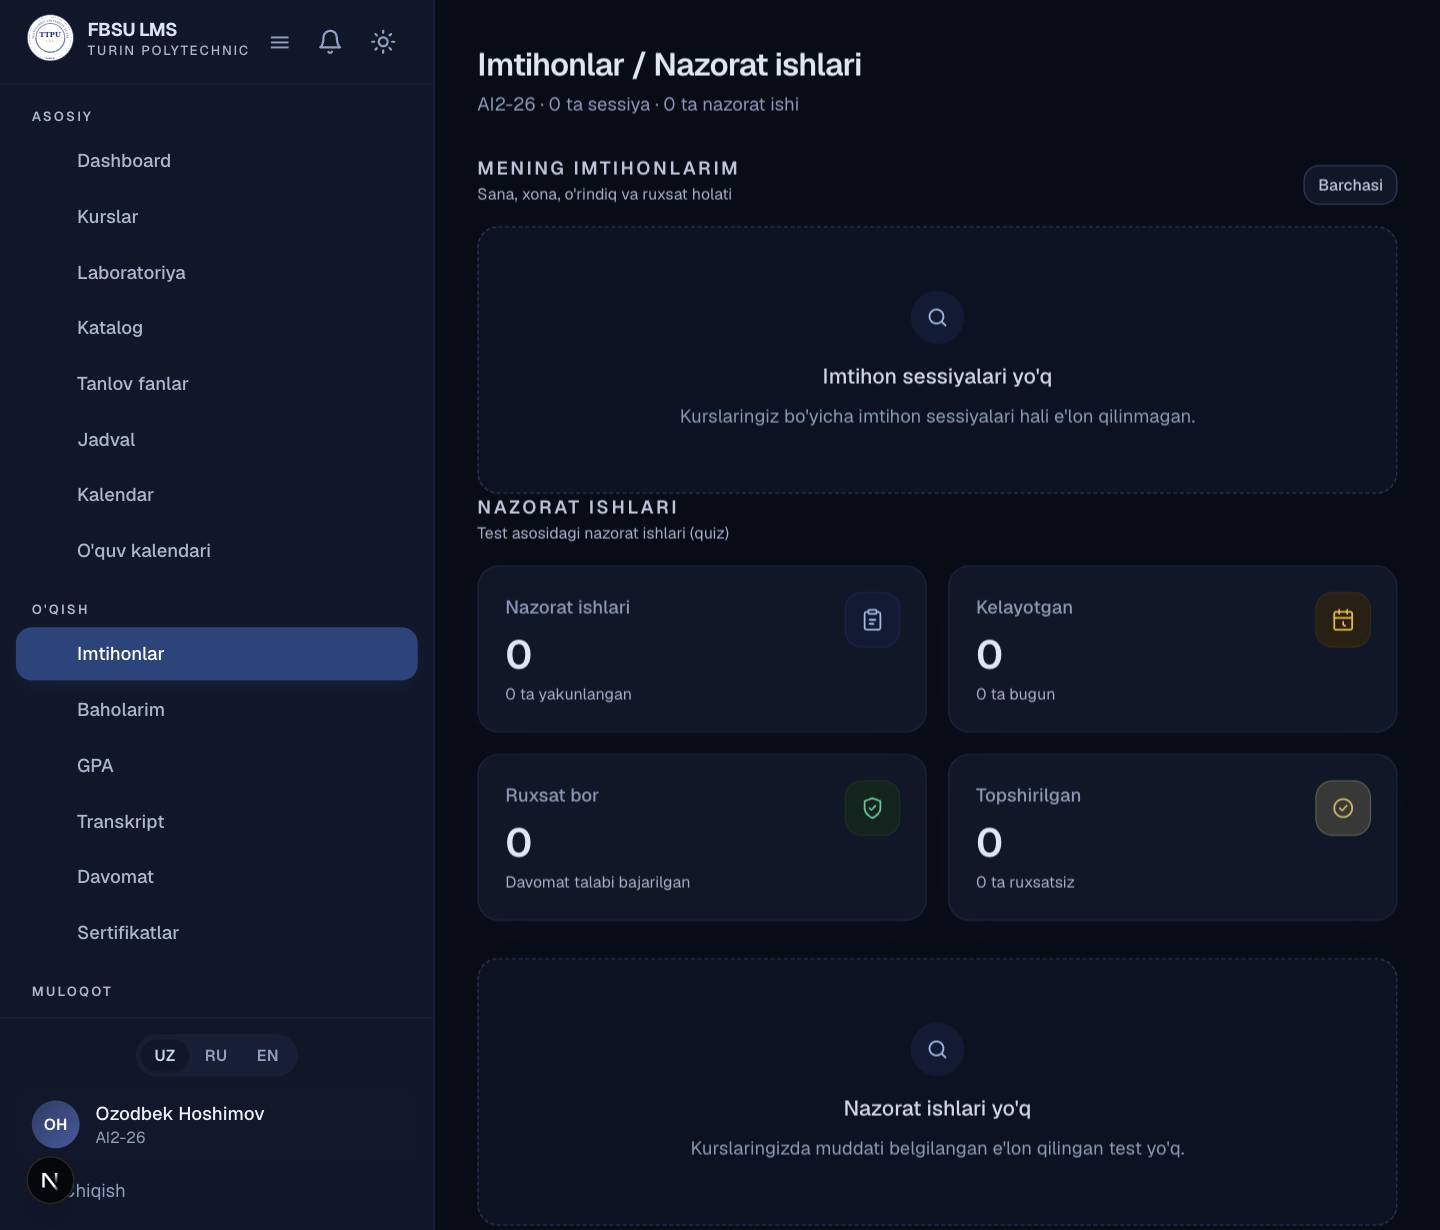 TTPU
FBSU LMS
TURIN POLYTECHNIC
ASOSIY
Dashboard
Kurslar
Laboratoriya
Katalog
Tanlov fanlar
Jadval
Kalendar
O'quv kalendari
O'QISH
Imtihonlar
Baholarim
GPA
Transkript
Davomat
Sertifikatlar
MULOQOT
UZ RU EN
OH
Ozodbek Hoshimov
AI2-26
N
hiqish
Imtihonlar / Nazorat ishlari
AI2-26 · 0 ta sessiya · 0 ta nazorat ishi
MENING IMTIHONLARIM
Sana, xona, o'rindiq va ruxsat holati
Barchasi
Imtihon sessiyalari yo'q
Kurslaringiz bo'yicha imtihon sessiyalari hali e'lon qilinmagan.
NAZORAT ISHLARI
Test asosidagi nazorat ishlari (quiz)
Nazorat ishlari
0
0 ta yakunlangan
Kelayotgan
0
0 ta bugun
Ruxsat bor
0
Davomat talabi bajarilgan
Topshirilgan
0
0 ta ruxsatsiz
Nazorat ishlari yo'q
Kurslaringizda muddati belgilangan e'lon qilingan test yo'q.